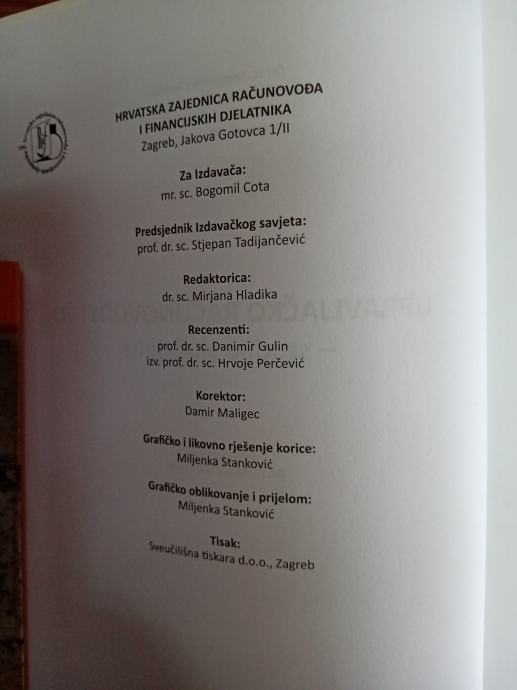 HRVATSKA ZAJEDNICA RAČUNOVOĐA
I FINANCIJSKIH DJELATNIKA
Zagreb, Jakova Gotovca 1/II
Za Izdavača:
mr. sc. Bogomil Cota
Predsjednik Izdavačkog savjeta:
prof. dr. sc. Stjepan Tadijančević
Redaktorica:
dr. sc. Mirjana Hladika
Recenzenti:
prof. dr. sc. Danimir Gulin
izv. prof. dr. sc. Hrvoje Perčević
Korektor:
Damir Maligec
Grafičko i likovno rješenje korice:
Miljenka Stanković
Grafičko oblikovanje i prijelom:
Miljenka Stanković
Tisak:
Sveučilišna tiskara d.o.o., Zagreb